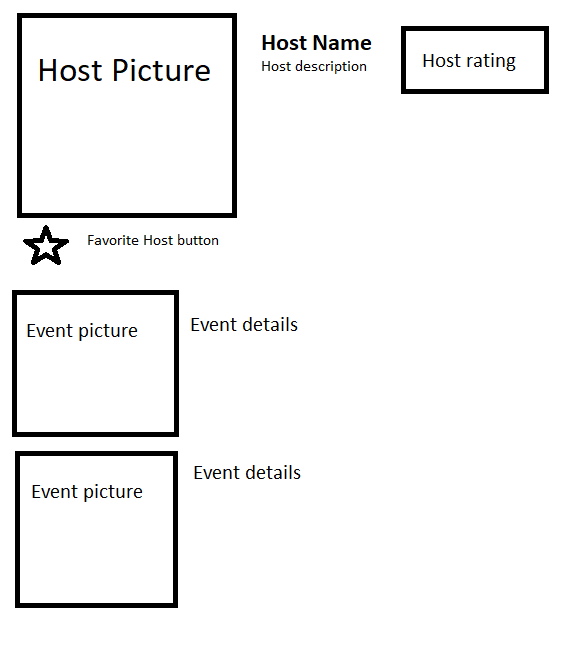 Host Picture
Host Name
Host description
Host rating
Favorite Host button
Event picture
Event details
Event picture
Event details